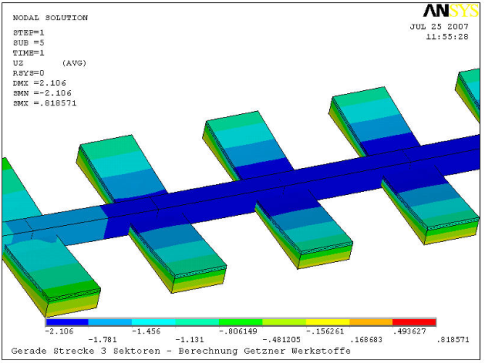 NODAL SOLUTION
ANSYS
JUL 25 2007
11:55:28
STEP=1
SUB =5
TIME=1
UZ (AVG)
RSYS=0
DMX =2.106
SMN =-2.106
SMX =.818571
-2.106 -1.456 -.806149 -.156261 .493627
-1.781 -1.131 -.481205 .168683 .818571
Gerade Strecke 3 Sektoren - Berechnung Getzner Werkstoffe